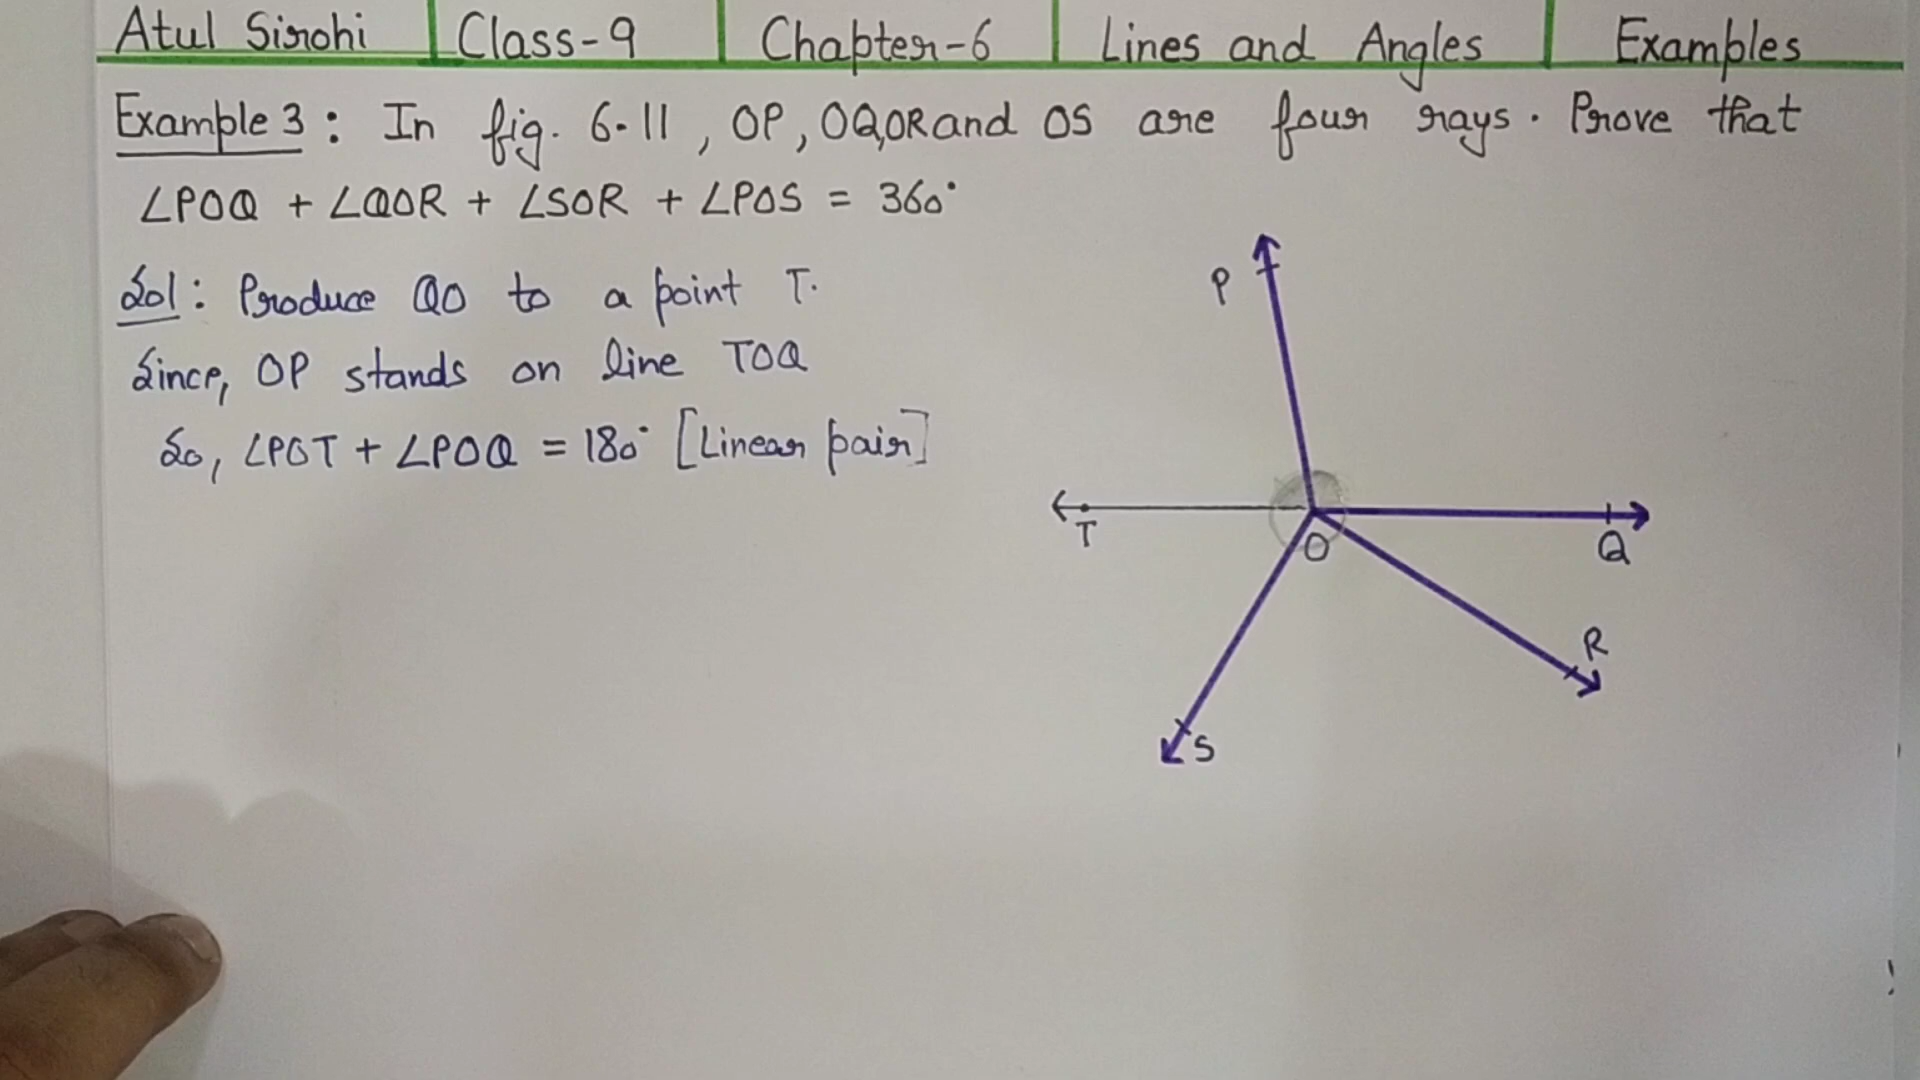 Atul Sirohi Class-9 Chapter-6 Lines and Angles Examples
Example 3 : In fig. 6.11, OP, OQ, OR and OS are four rays. Prove that
∠POQ + ∠QOR + ∠SOR + ∠POS = 360°
Sol : Produce QO to a point T.
Since, OP stands on line TOQ
So, ∠POT + ∠POQ = 180° [Linear pair]
P
T
O
Q
R
S